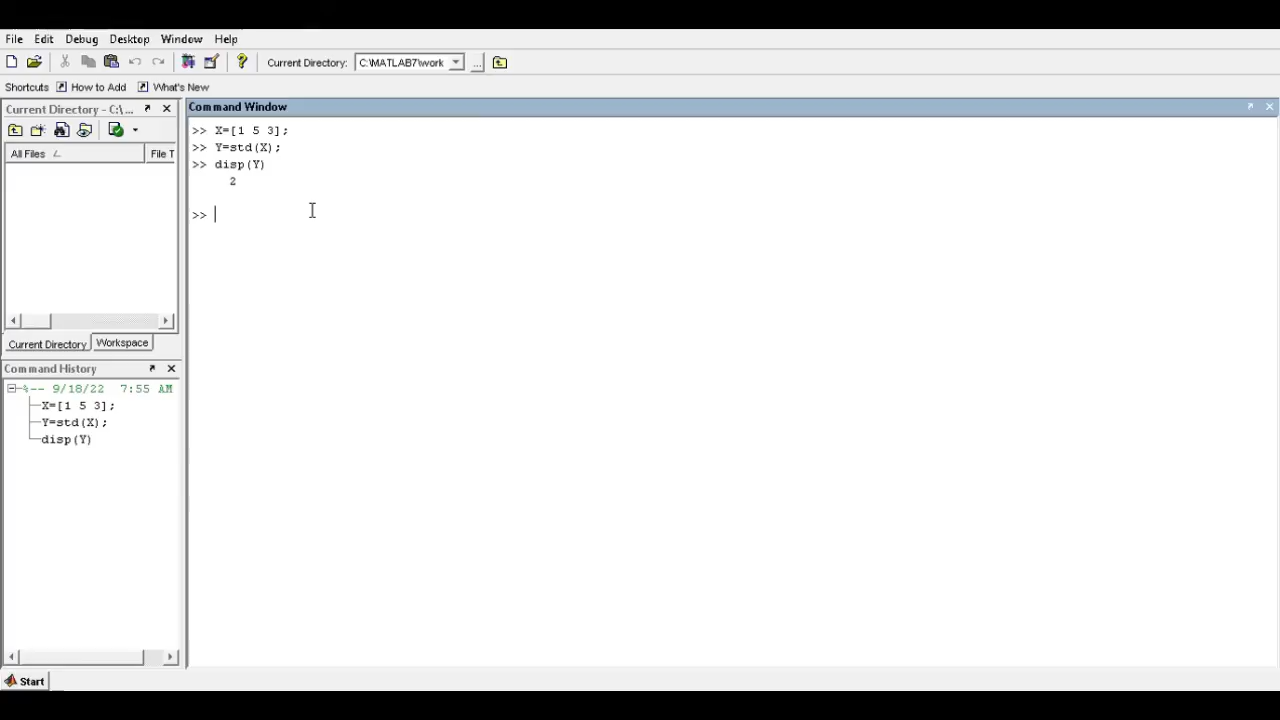 File Edit Debug Desktop Window Help
Current Directory: C:\MATLAB7\work ...
Shortcuts How to Add What's New
Current Directory - C:\ ...
All Files File T
Current Directory Workspace
Command History
%-- 9/18/22 7:55 AM
X=[1 5 3];
Y=std(X);
disp(Y)
Command Window
>> X=[1 5 3];
>> Y=std(X);
>> disp(Y)
2
>>
Start